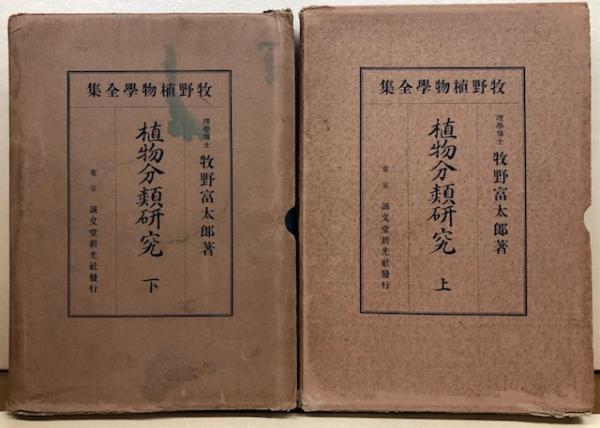 牧野植物學全集
理學博士 牧野富太郎著
植物分類研究 上
東京 誠文堂新光社發行
牧野植物學全集
理學博士 牧野富太郎著
植物分類研究 下
東京 誠文堂新光社發行